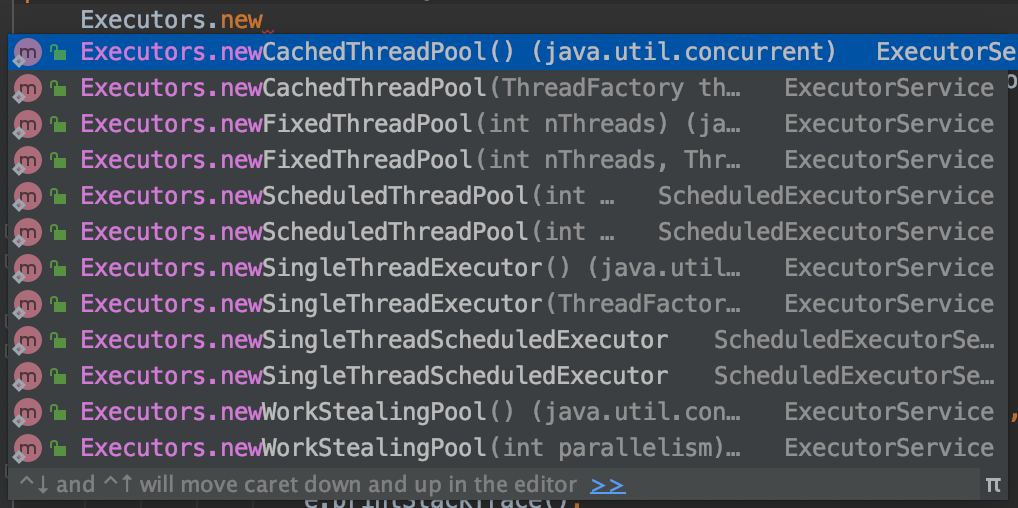 Executors.new
m Executors.newCachedThreadPool() (java.util.concurrent) ExecutorSe
m Executors.newCachedThreadPool(ThreadFactory th… ExecutorService
m Executors.newFixedThreadPool(int nThreads) (ja… ExecutorService
m Executors.newFixedThreadPool(int nThreads, Thr… ExecutorService
m Executors.newScheduledThreadPool(int … ScheduledExecutorService
m Executors.newScheduledThreadPool(int … ScheduledExecutorService
m Executors.newSingleThreadExecutor() (java.util… ExecutorService
m Executors.newSingleThreadExecutor(ThreadFactor… ExecutorService
m Executors.newSingleThreadScheduledExecutor ScheduledExecutorSe…
m Executors.newSingleThreadScheduledExecutor ScheduledExecutorSe…
m Executors.newWorkStealingPool() (java.util.con… ExecutorService
m Executors.newWorkStealingPool(int parallelism)… ExecutorService
^↓ and ^↑ will move caret down and up in the editor >> π
e.printStackTrace();